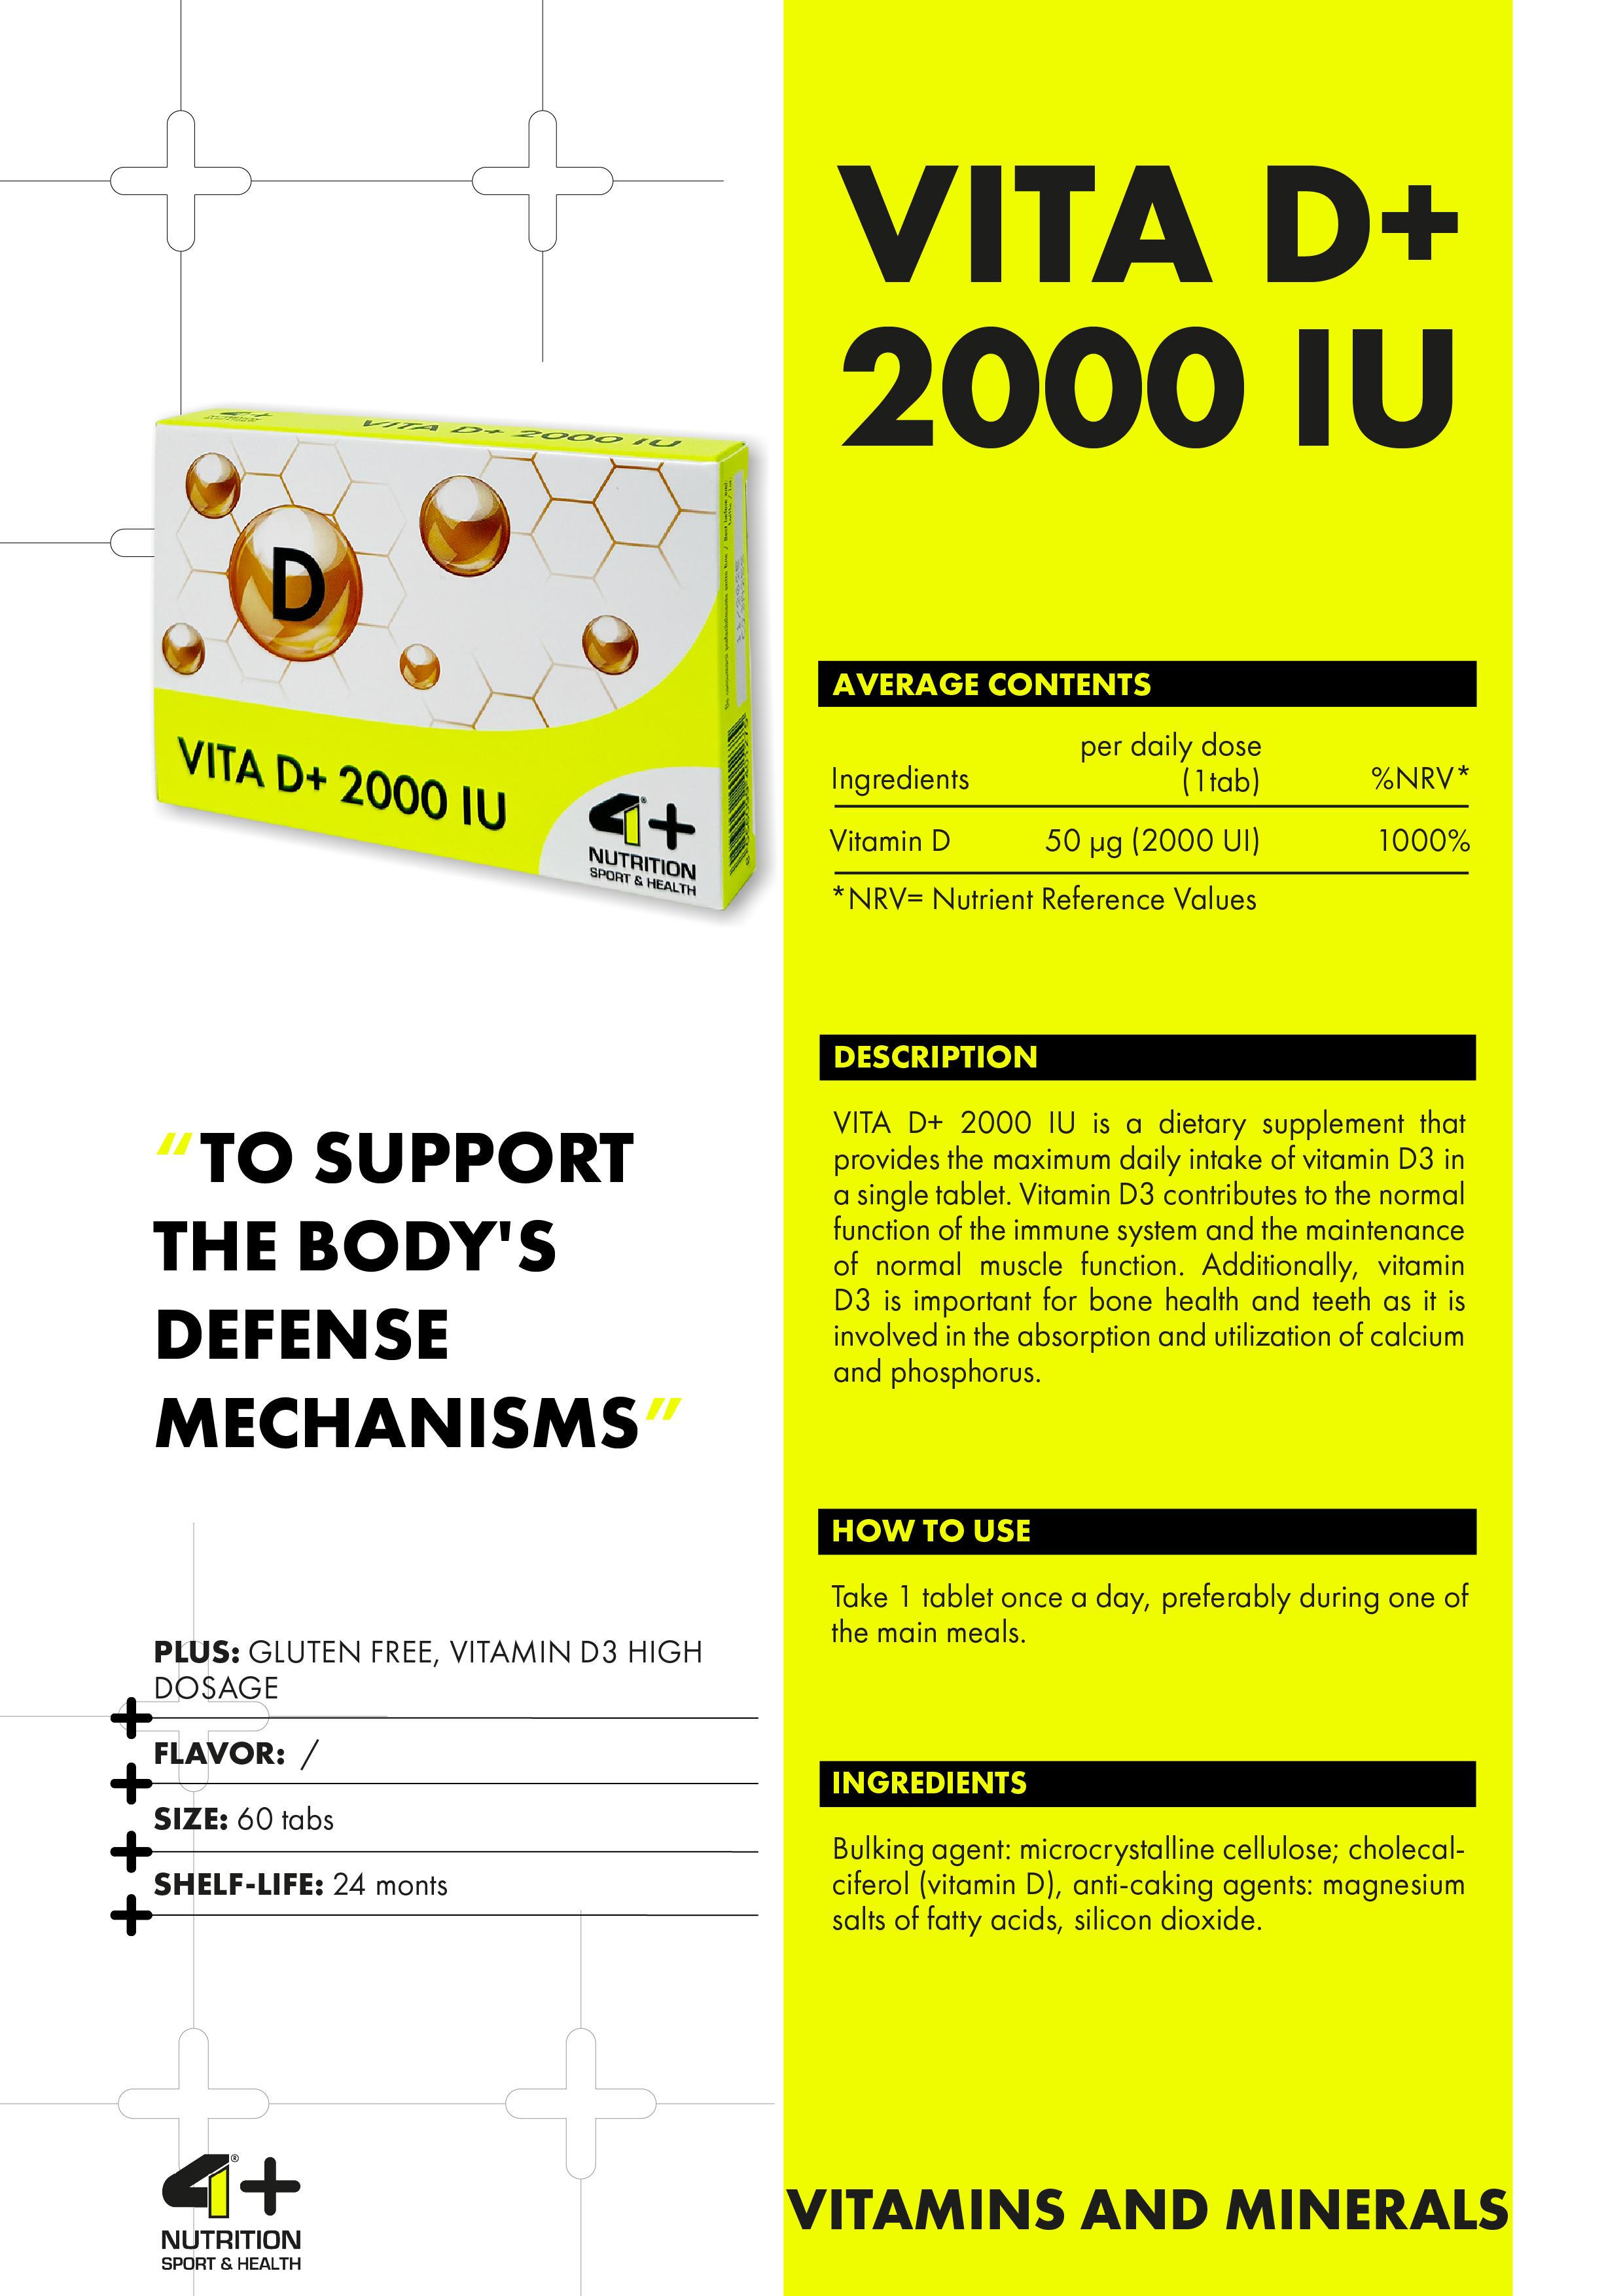 VITA D+
2000 IU
VITA D+ 2000 IU
D
VITA D+ 2000 IU
4+
NUTRITION
SPORT & HEALTH
"TO SUPPORT
THE BODY'S
DEFENSE
MECHANISMS"
PLUS: GLUTEN FREE, VITAMIN D3 HIGH
DOSAGE
FLAVOR: /
SIZE: 60 tabs
SHELF-LIFE: 24 monts
4+®
NUTRITION
SPORT & HEALTH
AVERAGE CONTENTS
Ingredients per daily dose (1tab) %NRV*
Vitamin D 50 µg (2000 UI) 1000%
*NRV= Nutrient Reference Values
DESCRIPTION
VITA D+ 2000 IU is a dietary supplement that
provides the maximum daily intake of vitamin D3 in
a single tablet. Vitamin D3 contributes to the normal
function of the immune system and the maintenance
of normal muscle function. Additionally, vitamin
D3 is important for bone health and teeth as it is
involved in the absorption and utilization of calcium
and phosphorus.
HOW TO USE
Take 1 tablet once a day, preferably during one of
the main meals.
INGREDIENTS
Bulking agent: microcrystalline cellulose; cholecal-
ciferol (vitamin D), anti-caking agents: magnesium
salts of fatty acids, silicon dioxide.
VITAMINS AND MINERALS